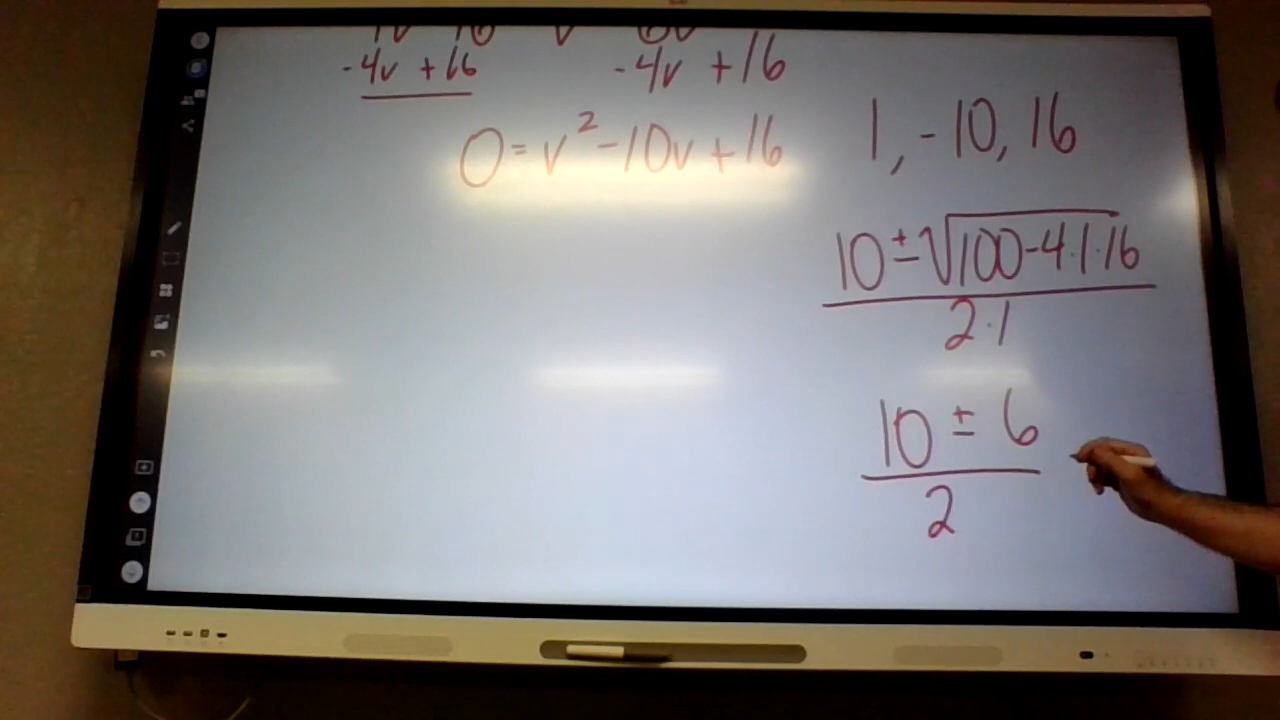 -4v +16 -4v +16
0=v²-10v+16
1, -10, 16
10±√100-4·1·16
2·1
10 ± 6
2